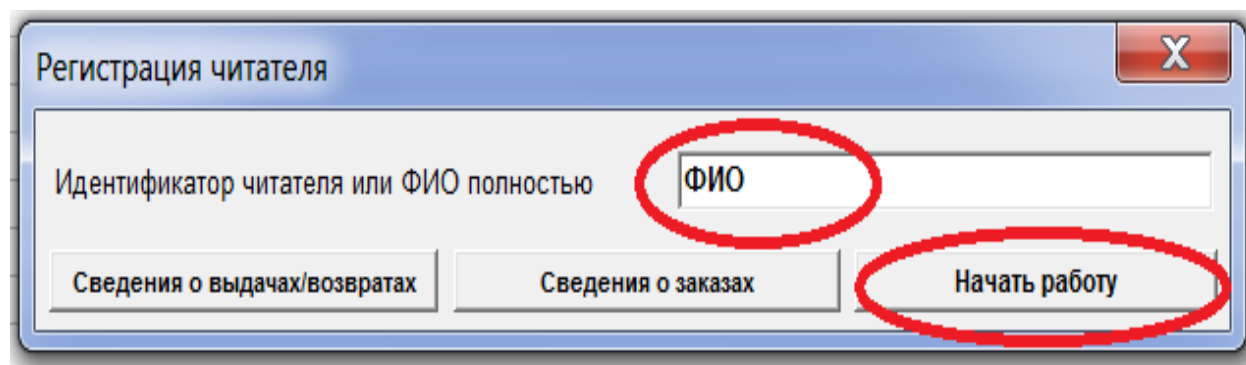 Регистрация читателя
X
Идентификатор читателя или ФИО полностью
ФИО
Сведения о выдачах/возвратах
Сведения о заказах
Начать работу